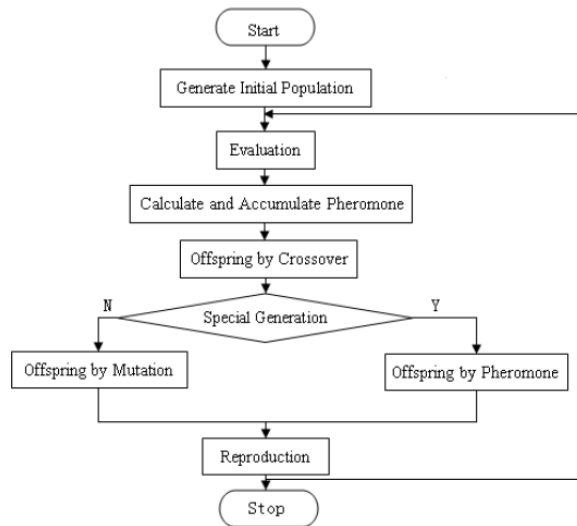 Start
Generate Initial Population
Evaluation
Calculate and Accumulate Pheromone
Offspring by Crossover
N
Special Generation
Y
Offspring by Mutation
Offspring by Pheromone
Reproduction
Stop